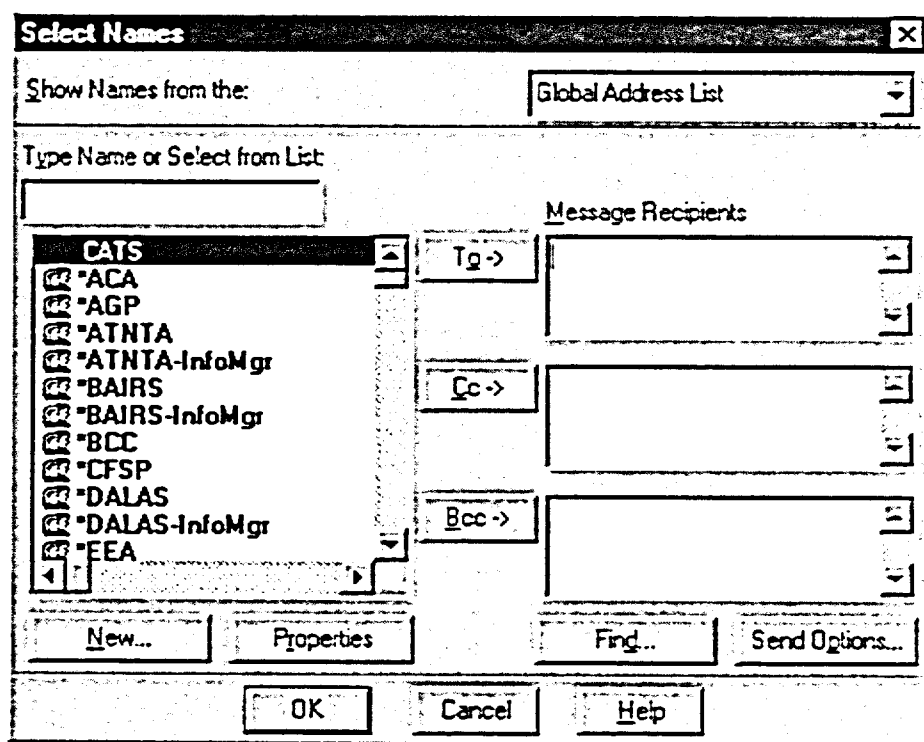 Select Names
Show Names from the:
Global Address List
Type Name or Select from List:
Message Recipients
CATS
*ACA
*AGP
*ATNTA
*ATNTA-InfoMgr
*BAIRS
*BAIRS-InfoMgr
*BCC
*CFSP
*DALAS
*DALAS-InfoMgr
*EEA
To ->
Cc ->
Bcc ->
New...
Properties
Find...
Send Options...
OK
Cancel
Help